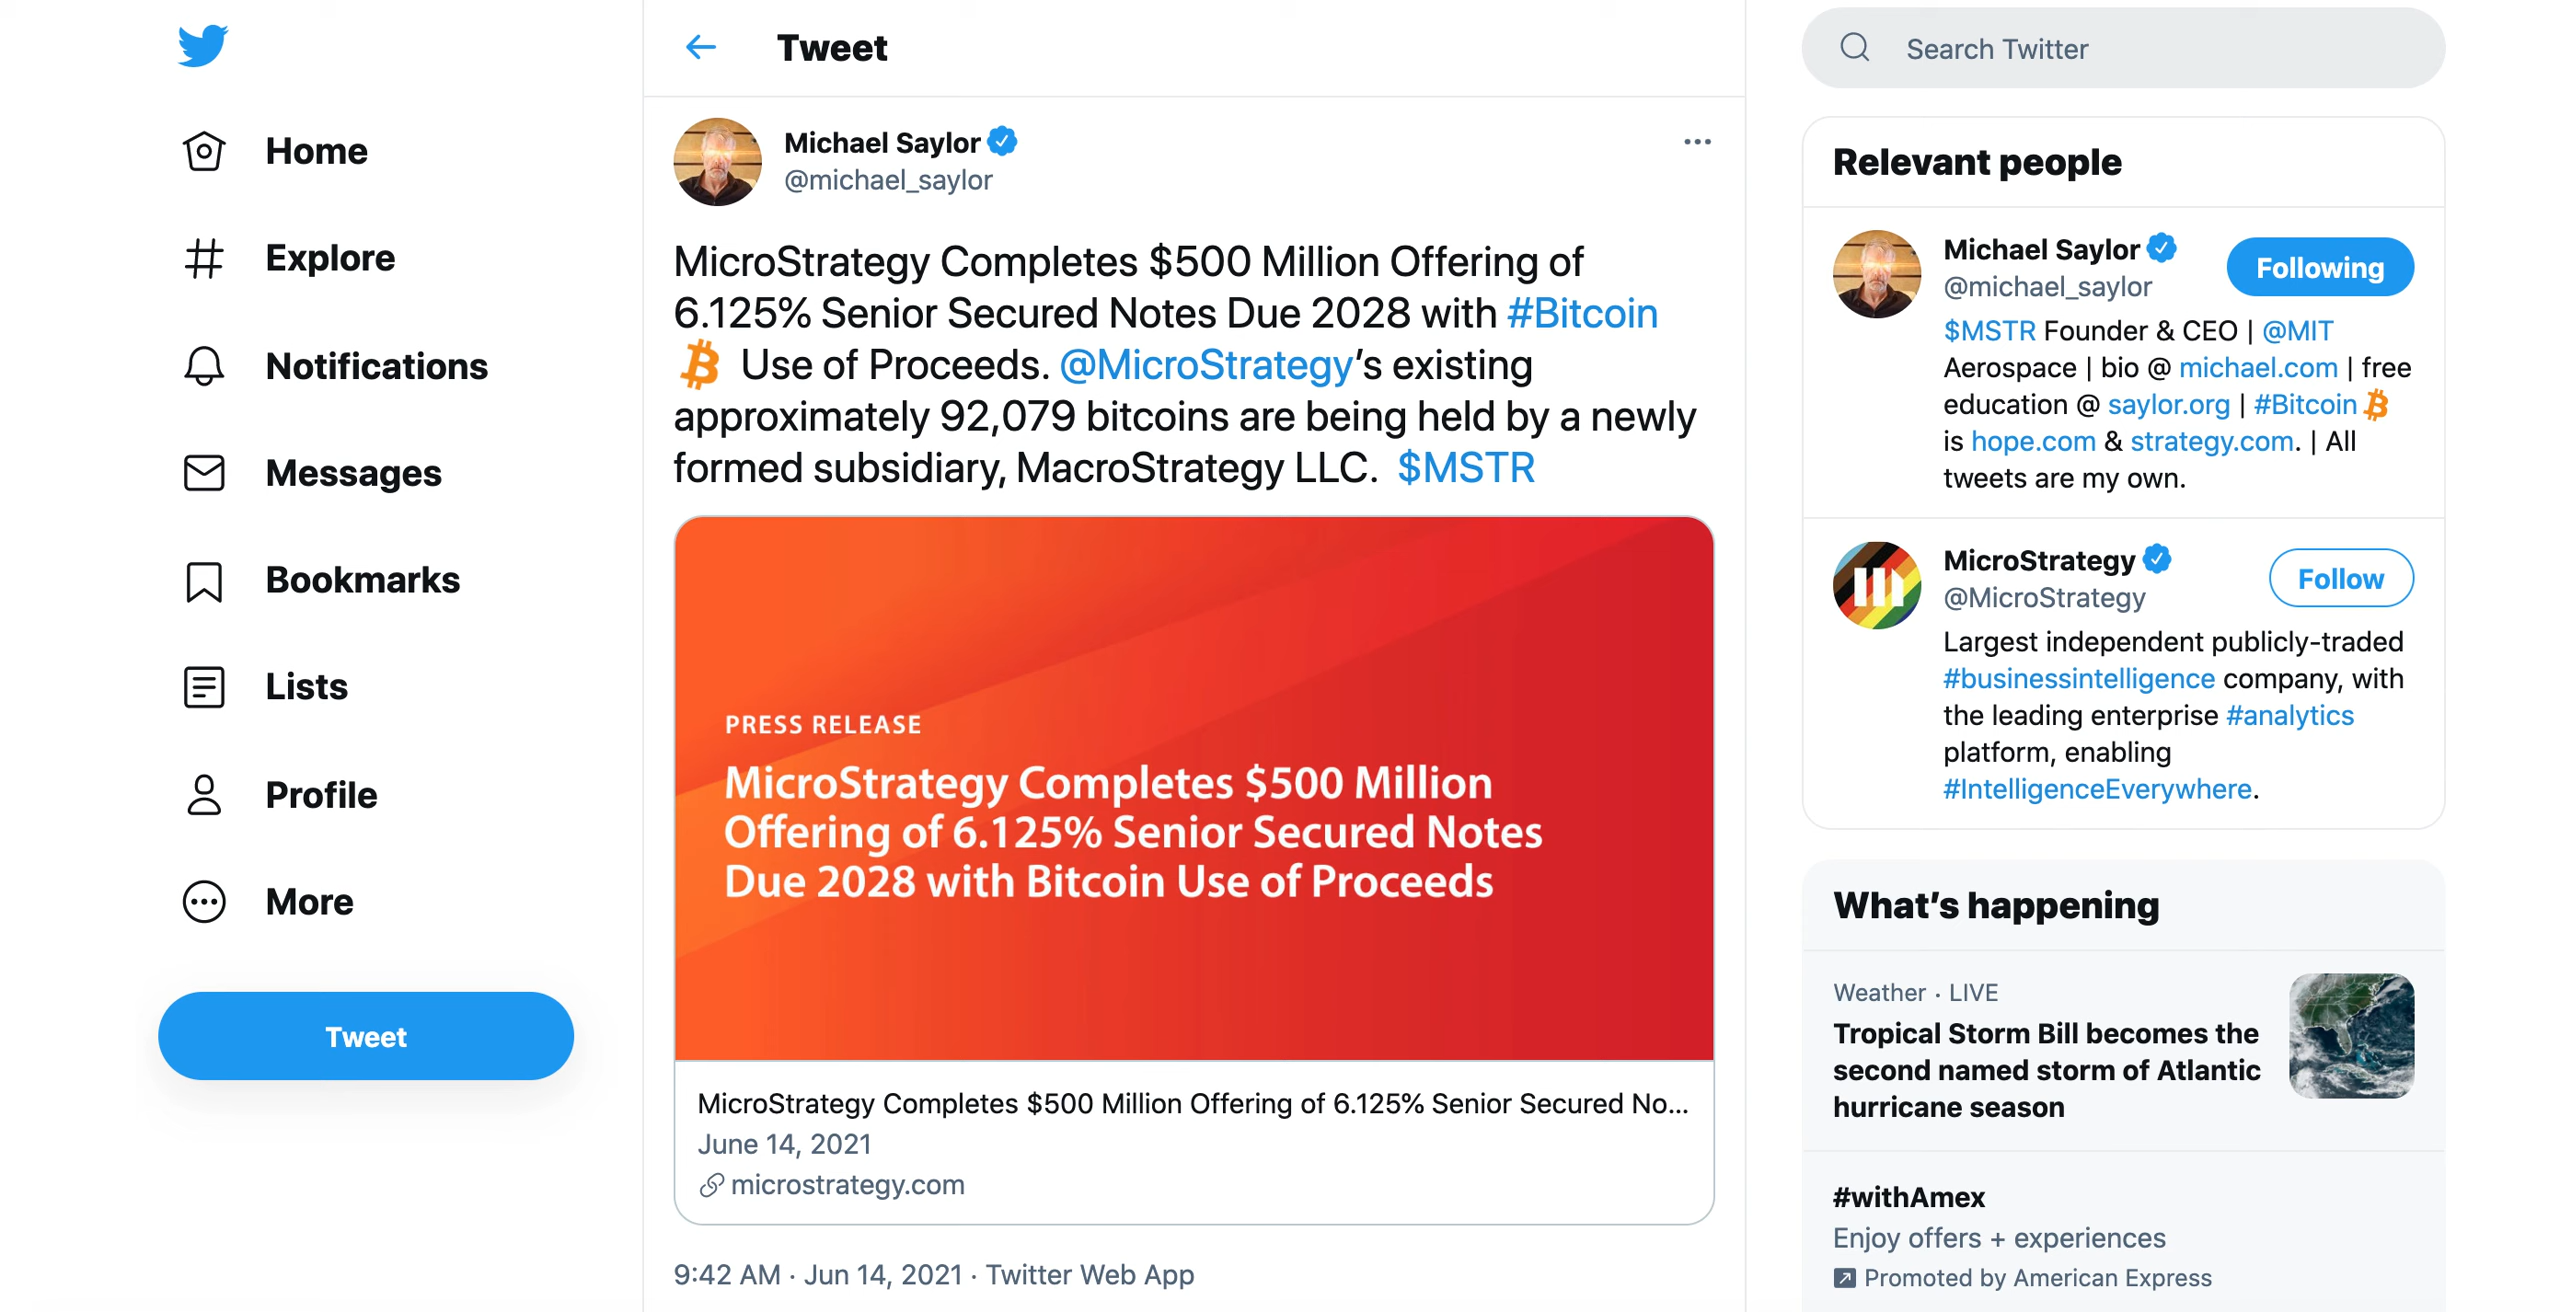 Home
Explore
Notifications
Messages
Bookmarks
Lists
Profile
More
Tweet
Tweet
Michael Saylor
@michael_saylor
MicroStrategy Completes $500 Million Offering of
6.125% Senior Secured Notes Due 2028 with #Bitcoin
Use of Proceeds. @MicroStrategy’s existing
approximately 92,079 bitcoins are being held by a newly
formed subsidiary, MacroStrategy LLC. $MSTR
PRESS RELEASE
MicroStrategy Completes $500 Million
Offering of 6.125% Senior Secured Notes
Due 2028 with Bitcoin Use of Proceeds
MicroStrategy Completes $500 Million Offering of 6.125% Senior Secured No...
June 14, 2021
microstrategy.com
9:42 AM · Jun 14, 2021 · Twitter Web App
Search Twitter
Relevant people
Michael Saylor
@michael_saylor
Following
$MSTR Founder & CEO | @MIT
Aerospace | bio @ michael.com | free
education @ saylor.org | #Bitcoin
is hope.com & strategy.com. | All
tweets are my own.
MicroStrategy
@MicroStrategy
Follow
Largest independent publicly-traded
#businessintelligence company, with
the leading enterprise #analytics
platform, enabling
#IntelligenceEverywhere.
What’s happening
Weather · LIVE
Tropical Storm Bill becomes the
second named storm of Atlantic
hurricane season
#withAmex
Enjoy offers + experiences
Promoted by American Express